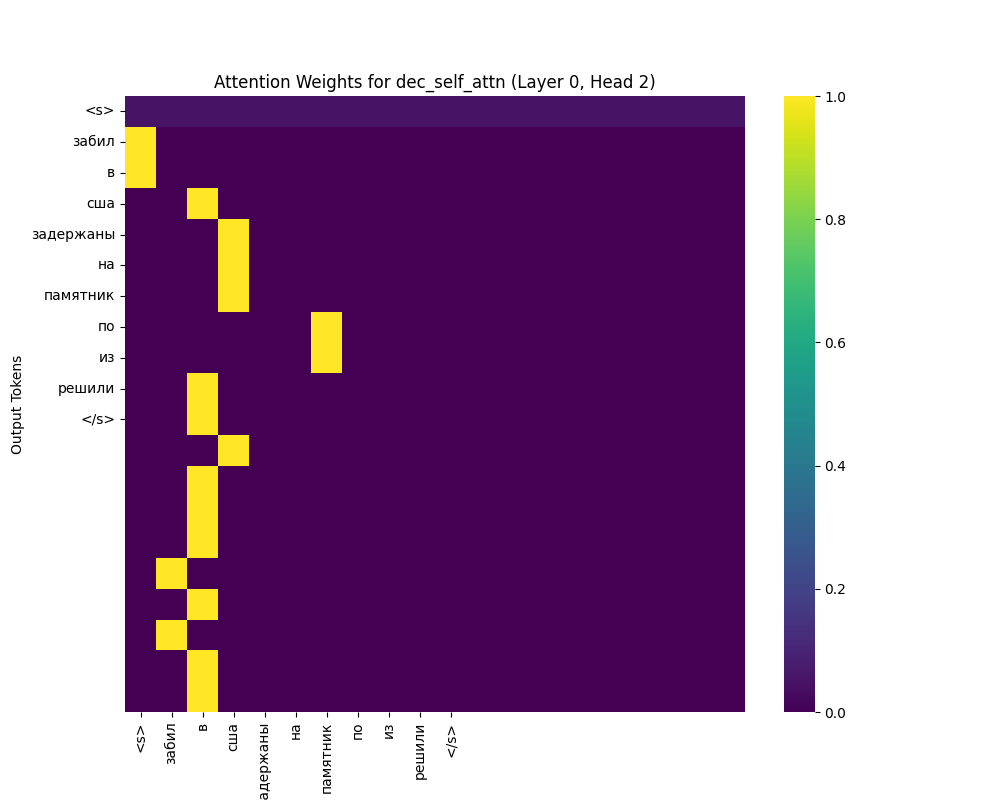 Attention Weights for dec_self_attn (Layer 0, Head 2)
<s>
забил
в
сша
задержаны
на
памятник
по
из
решили
</s>
Output Tokens
<s>
забил
в
сша
адержаны
на
памятник
по
из
решили
</s>
1.0
0.8
0.6
0.4
0.2
0.0